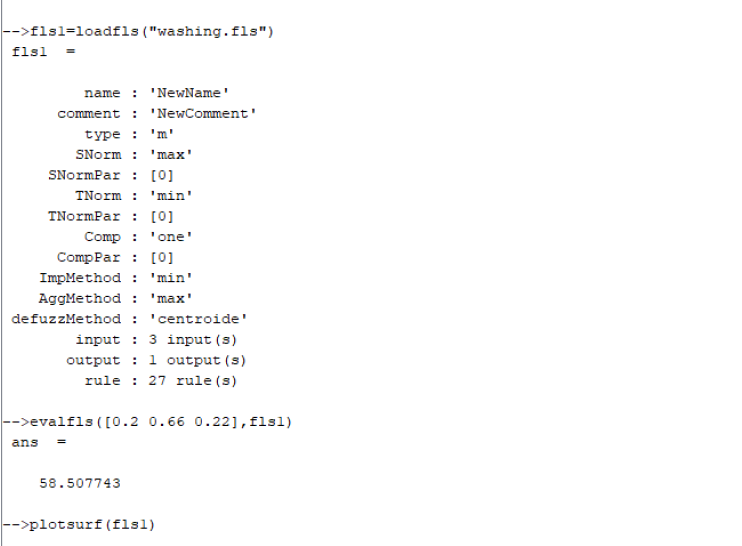 -->fls1=loadfls("washing.fls")
fls1  =
name : 'NewName'
comment : 'NewComment'
type : 'm'
SNorm : 'max'
SNormPar : [0]
TNorm : 'min'
TNormPar : [0]
Comp : 'one'
CompPar : [0]
ImpMethod : 'min'
AggMethod : 'max'
defuzzMethod : 'centroide'
input : 3 input(s)
output : 1 output(s)
rule : 27 rule(s)
-->evalfls([0.2 0.66 0.22],fls1)
ans  =
58.507743
-->plotsurf(fls1)